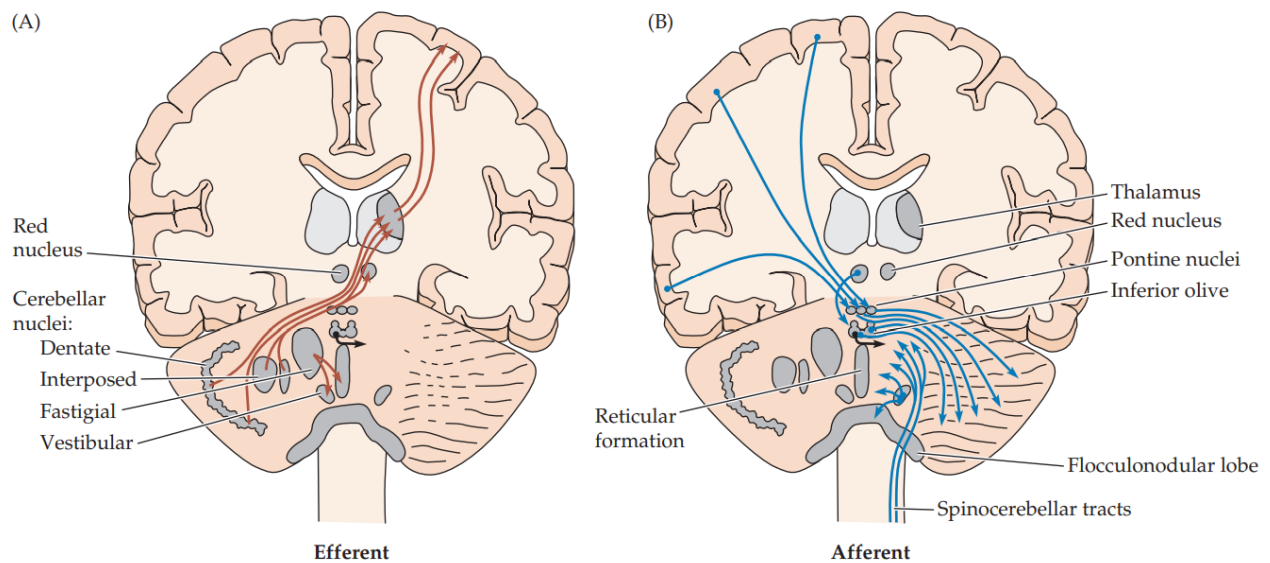 (A)
Red
nucleus
Cerebellar
nuclei:
Dentate
Interposed
Fastigial
Vestibular
Efferent
(B)
Thalamus
Red nucleus
Pontine nuclei
Inferior olive
Reticular
formation
Flocculonodular lobe
Spinocerebellar tracts
Afferent